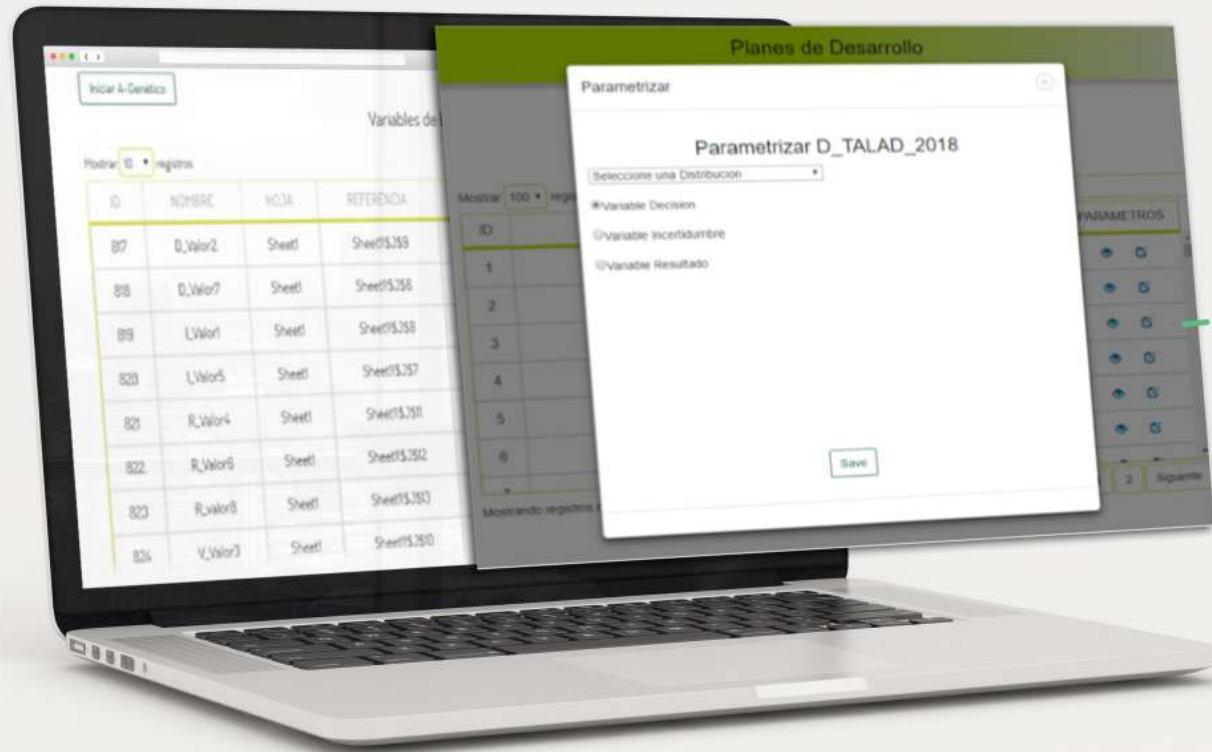 Iniciar A-Genético
Variables de
Mostrar 10 registros
ID NOMBRE HOJA REFERENCIA
817 D_Valor2 Sheet1 Sheet1!$J$9
818 D_Valor7 Sheet1 Sheet1!$J$6
819 I_Valor1 Sheet1 Sheet1!$J$8
820 I_Valor5 Sheet1 Sheet1!$J$7
821 R_Valor4 Sheet1 Sheet1!$J$11
822 R_Valor6 Sheet1 Sheet1!$J$12
823 R_valor8 Sheet1 Sheet1!$J$13
824 V_Valor3 Sheet1 Sheet1!$J$10
Planes de Desarrollo
Mostrar 100
ID PARAMETROS
1
2
3
4
5
6
Mostrando registros
2 Siguiente
Parametrizar
Parametrizar D_TALAD_2018
Seleccione una Distribucion
Variable Decision
Variable Incertidumbre
Variable Resultado
Save